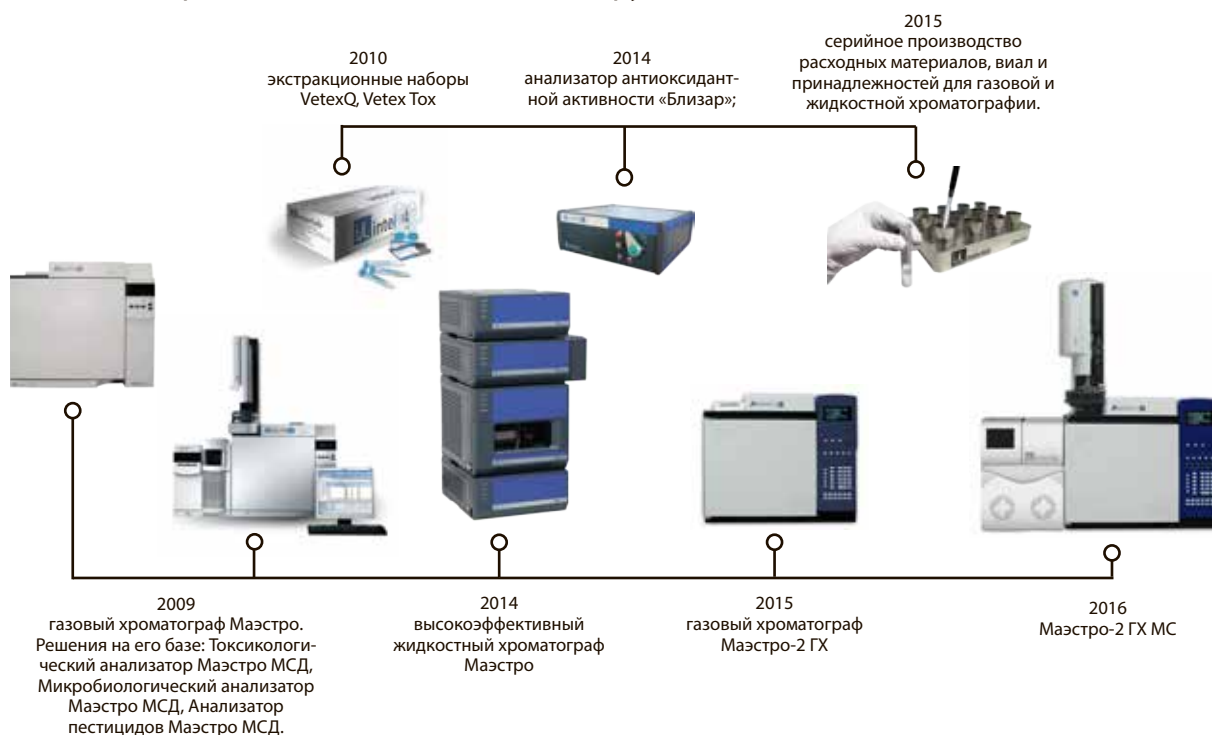 2010
экстракционные наборы
VetexQ, Vetex Tox
2014
анализатор антиоксидант-
ной активности «Близар»;
2015
серийное производство
расходных материалов, виал и
принадлежностей для газовой и
жидкостной хроматографии.
intel
2009
газовый хроматограф Маэстро.
Решения на его базе: Токсикологи-
ческий анализатор Маэстро МСД,
Микробиологический анализатор
Маэстро МСД, Анализатор
пестицидов Маэстро МСД.
2014
высокоэффективный
жидкостный хроматограф
Маэстро
2015
газовый хроматограф
Маэстро-2 ГХ
2016
Маэстро-2 ГХ МС